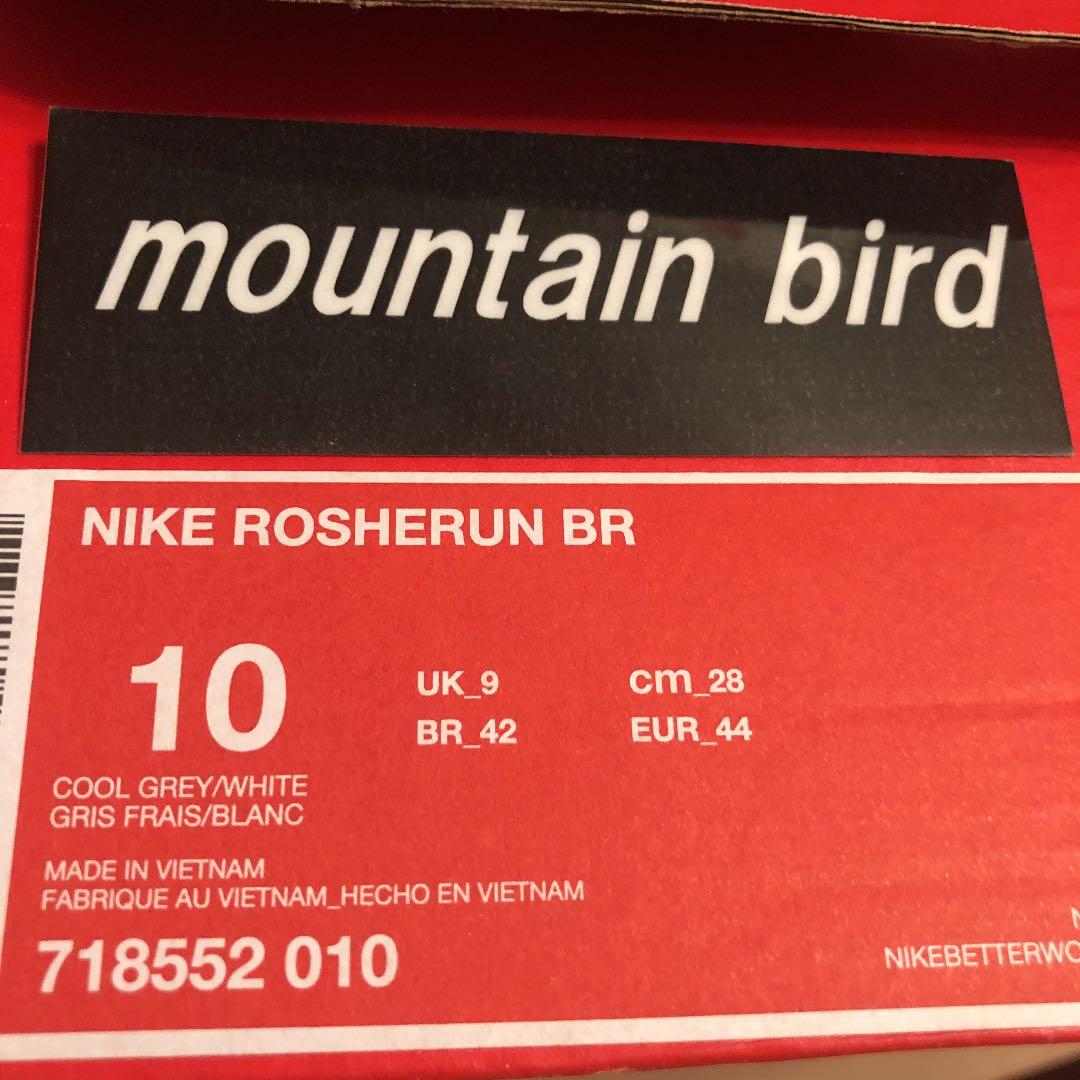 mountain bird
NIKE ROSHERUN BR
10
UK_9 cm_28
BR_42 EUR_44
COOL GREY/WHITE
GRIS FRAIS/BLANC
MADE IN VIETNAM
FABRIQUE AU VIETNAM_HECHO EN VIETNAM
718552 010